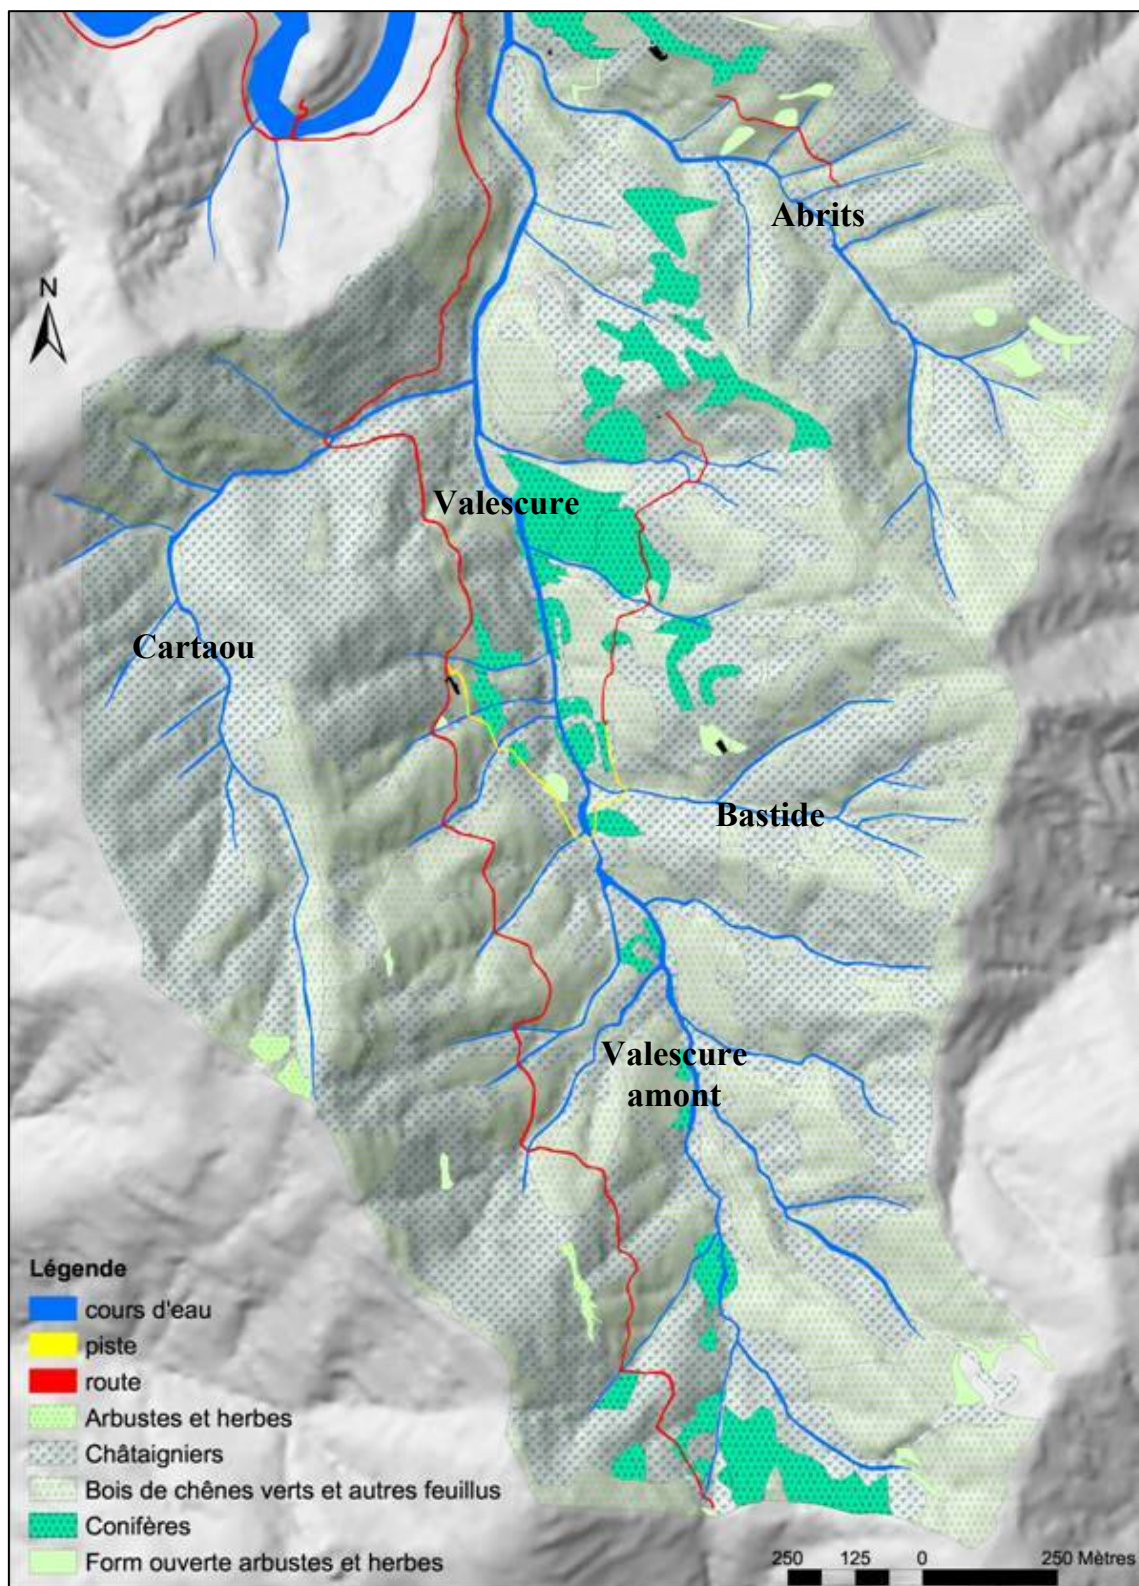 Abrits
N
Valescure
Cartaou
Bastide
Valescure
amont
Légende
cours d'eau
piste
route
Arbustes et herbes
Châtaigniers
Bois de chênes verts et autres feuillus
Conifères
Form ouverte arbustes et herbes
250 125 0 250 Mètres